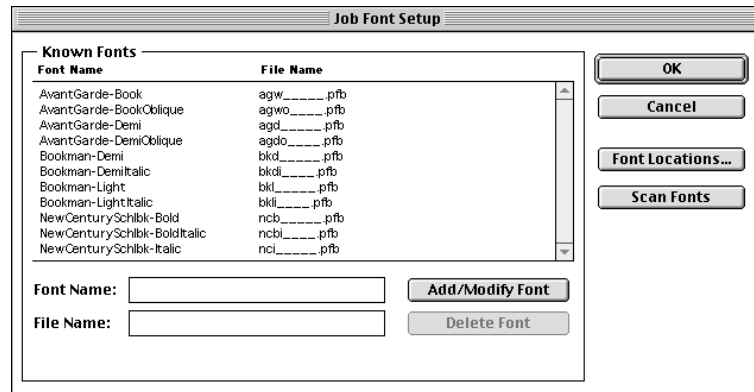 Job Font Setup
Known Fonts
Font Name File Name
AvantGarde-Book agw_____.pfb
AvantGarde-BookOblique agwo____.pfb
AvantGarde-Demi agd_____.pfb
AvantGarde-DemiOblique agdo____.pfb
Bookman-Demi bkd_____.pfb
Bookman-DemiItalic bkdi____.pfb
Bookman-Light bkl_____.pfb
Bookman-LightItalic bkli____.pfb
NewCenturySchlbk-Bold ncb_____.pfb
NewCenturySchlbk-BoldItalic ncbi____.pfb
NewCenturySchlbk-Italic nci_____.pfb
OK
Cancel
Font Locations...
Scan Fonts
Font Name:
Add/Modify Font
File Name:
Delete Font